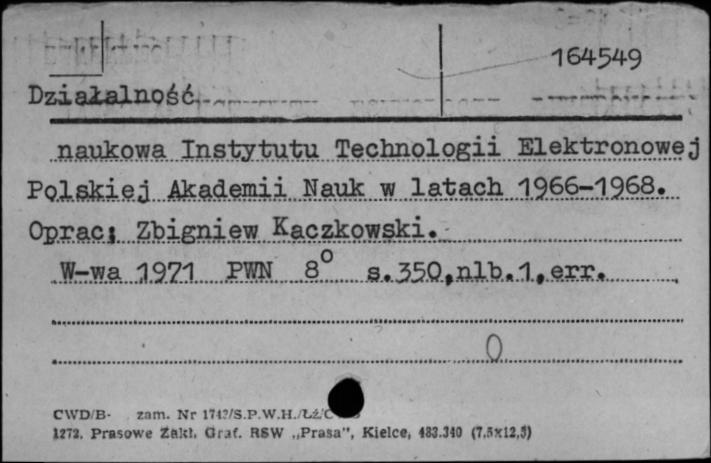 164549
Działalność
naukowa Instytutu Technologii Elektronowej
Polskiej Akademii Nauk w latach 1966-1968.
Oprac: Zbigniew Kączkowski.
W-wa 1971 PWN 8° s.350,nlb.1,err.
CWD/B- zam. Nr S.P.W.H./Łź/
1272. Prasowe Zakł. Graf. RSW „Prasa", Kielce, 483.340 (7,5x12,5)